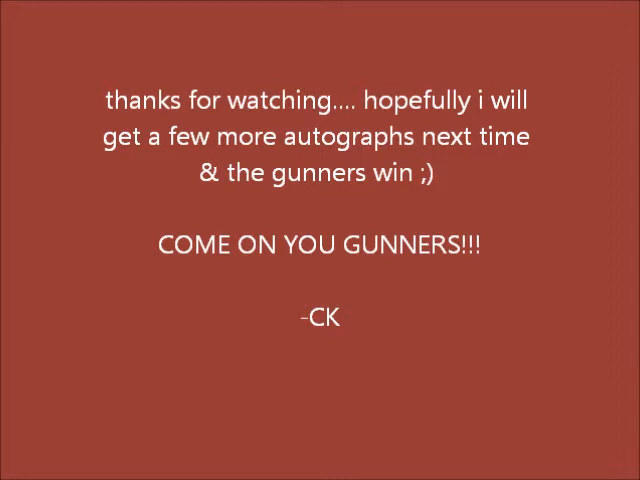 thanks for watching.... hopefully i will
get a few more autographs next time
& the gunners win ;)
COME ON YOU GUNNERS!!!
-CK